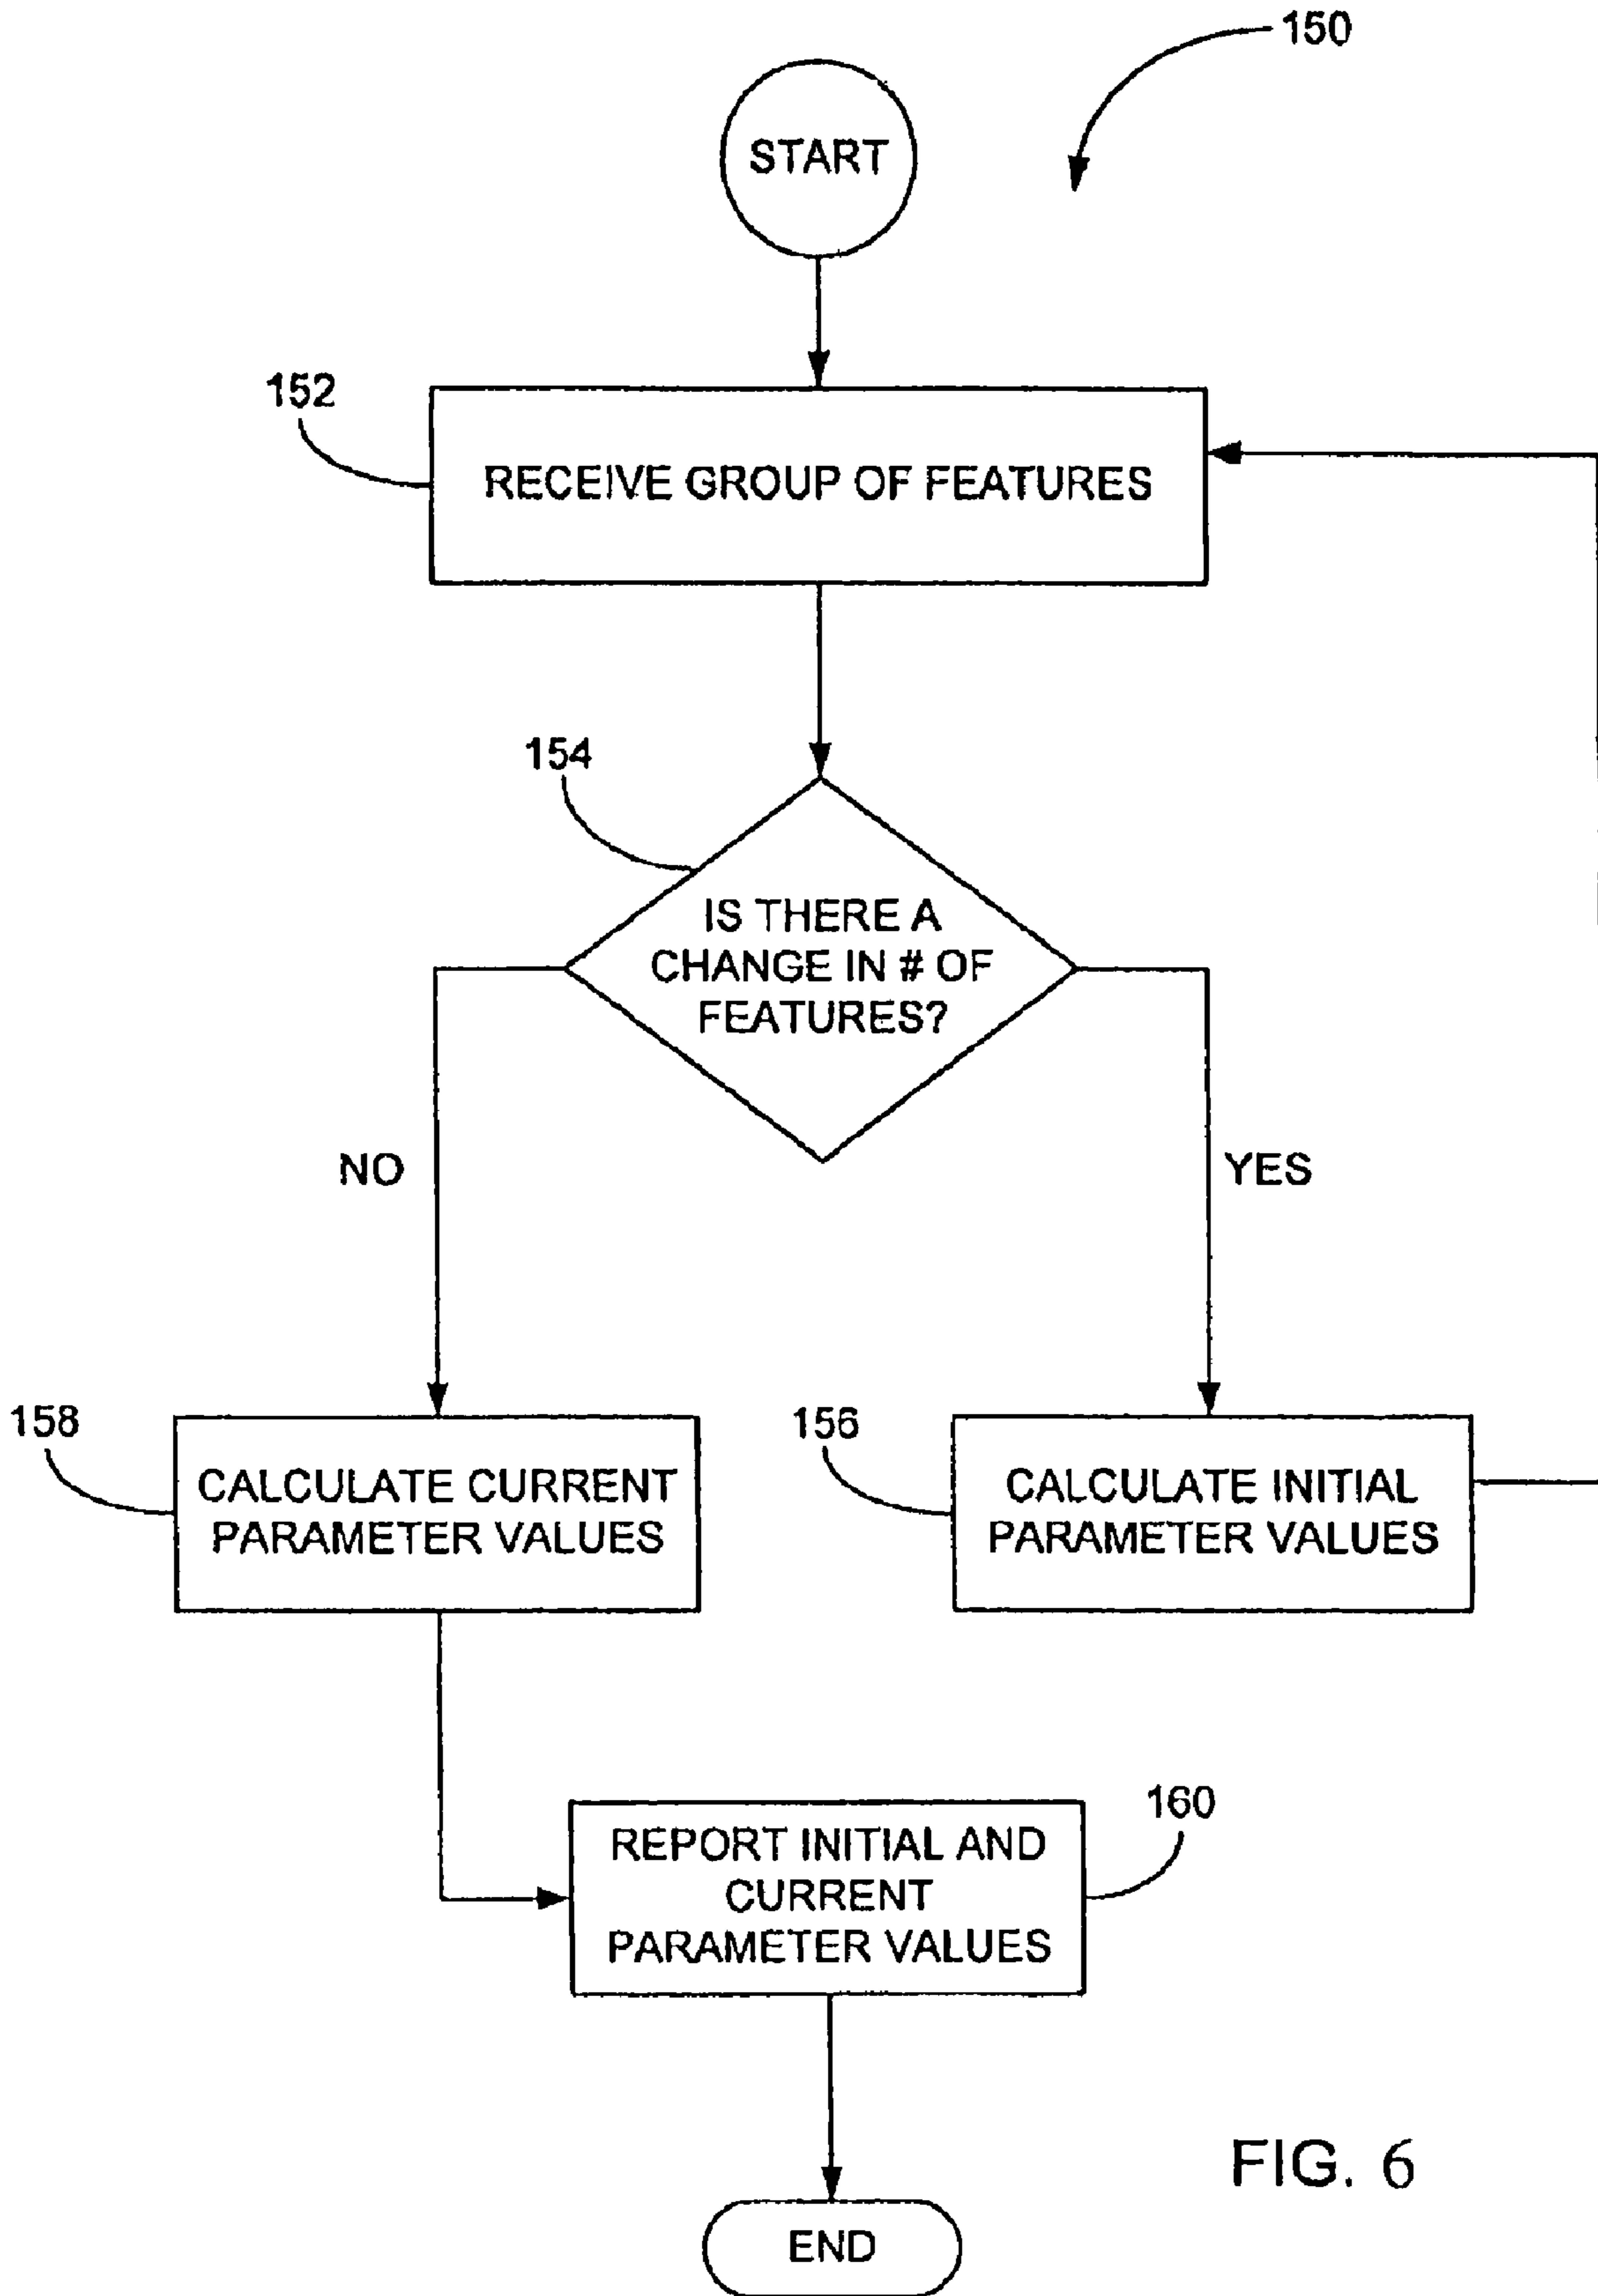 150
START
152
RECEIVE GROUP OF FEATURES
154
IS THERE A
CHANGE IN # OF
FEATURES?
NO
YES
158
CALCULATE CURRENT
PARAMETER VALUES
156
CALCULATE INITIAL
PARAMETER VALUES
160
REPORT INITIAL AND
CURRENT
PARAMETER VALUES
FIG. 6
END